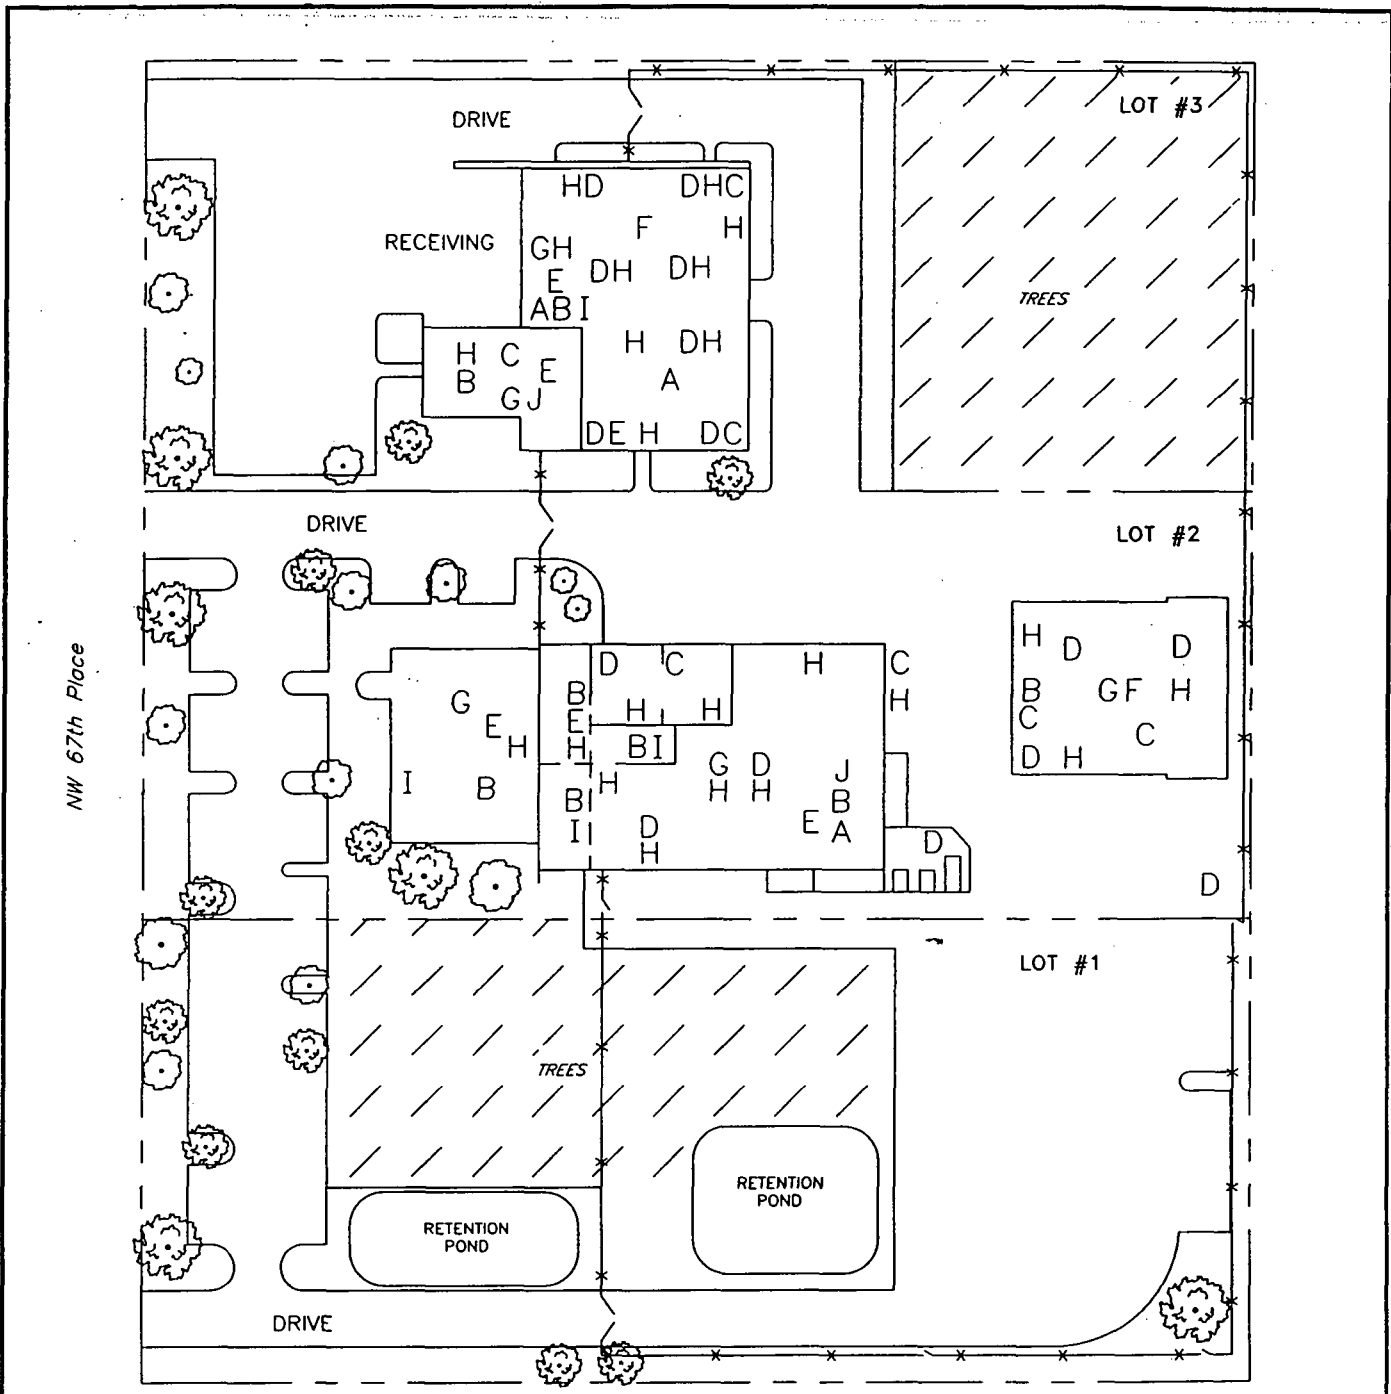 LOT #3
DRIVE
HD DHC
F H
RECEIVING
GH
DH DH
E
ABI
TREES
H C E
H DH
B
A
GJ
DE H DC
DRIVE
LOT #2
NW 67th Place
D C H C
H
H D D
B
E
H
H H
G
E
H
B GF H
C
C
BI
D H
I B
H
G D
H H
J
B
E A
B
I
D
H
D
D
LOT #1
TREES
RETENTION
POND
RETENTION
POND
DRIVE